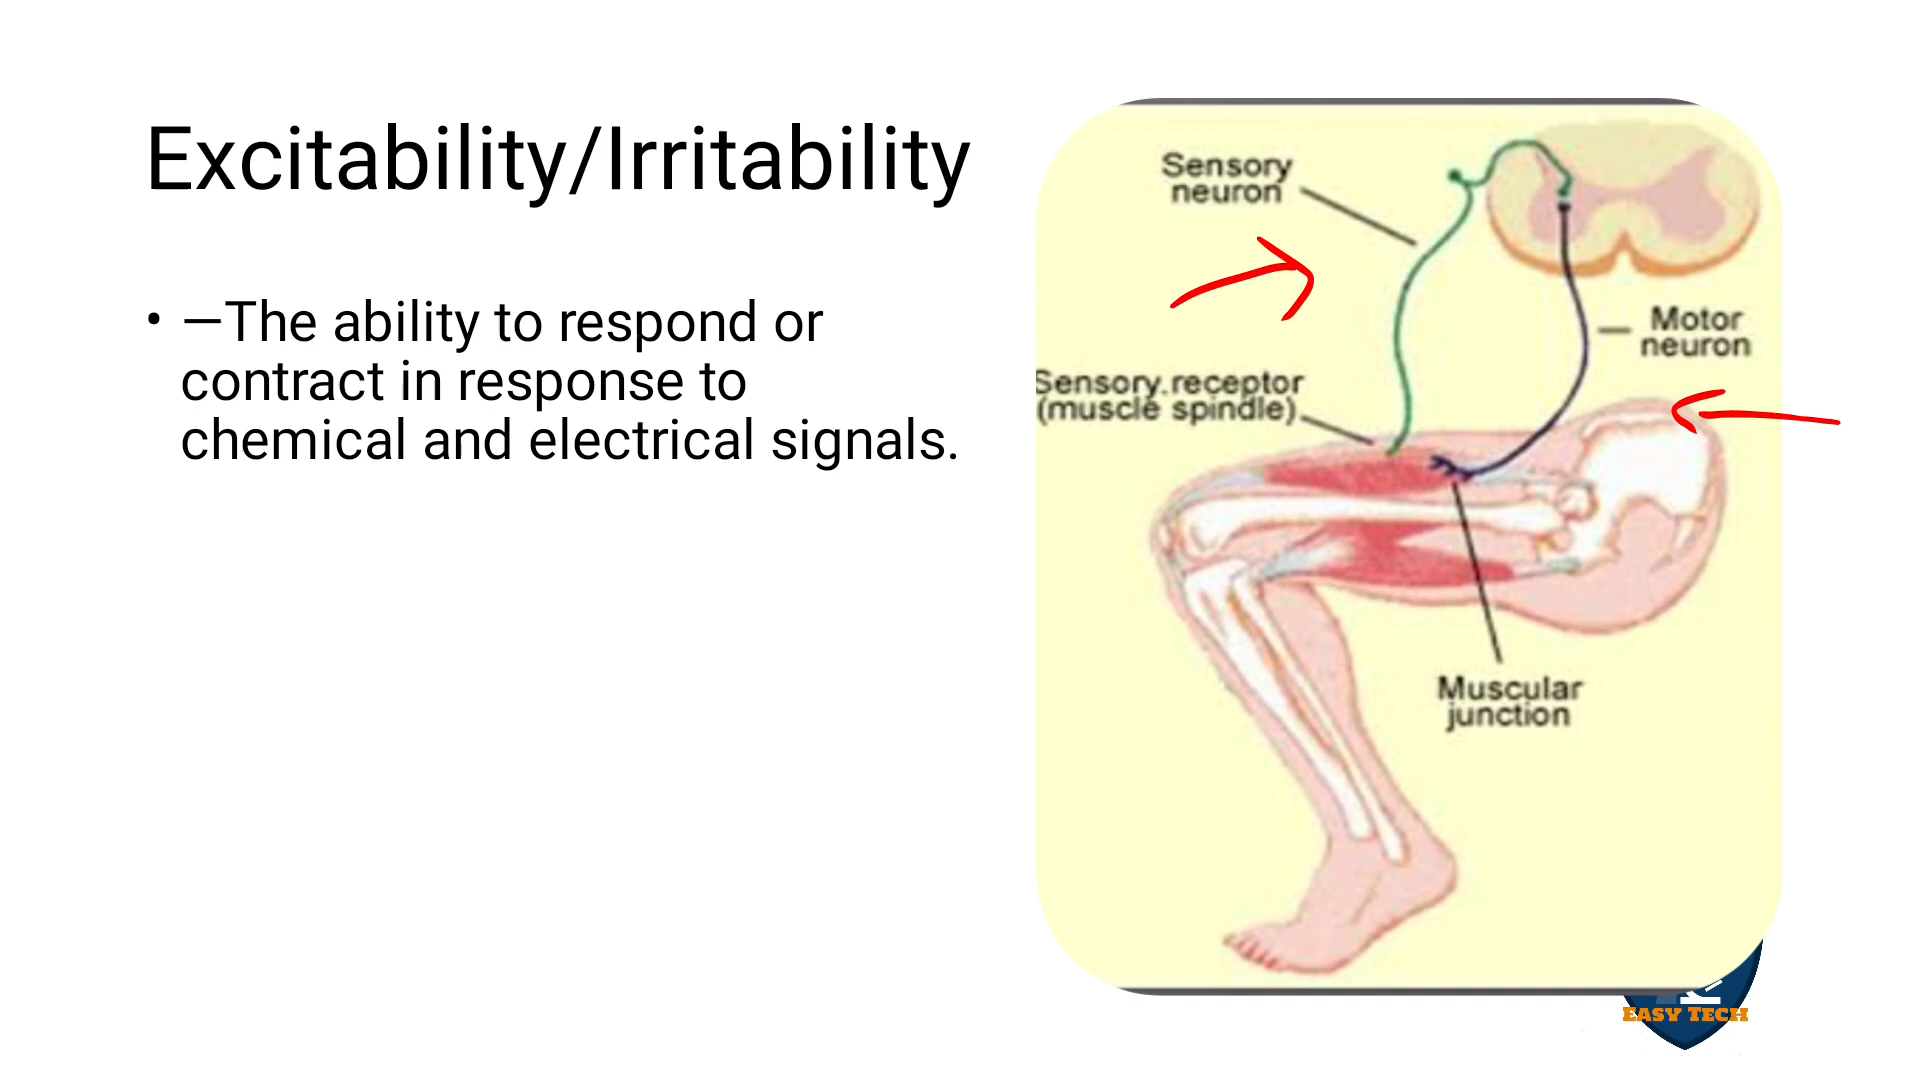 Excitability/Irritability
• —The ability to respond or
contract in response to
chemical and electrical signals.
Sensory
neuron
Motor
neuron
Sensory.receptor
(muscle spindle)
Muscular
junction
EASY TECH